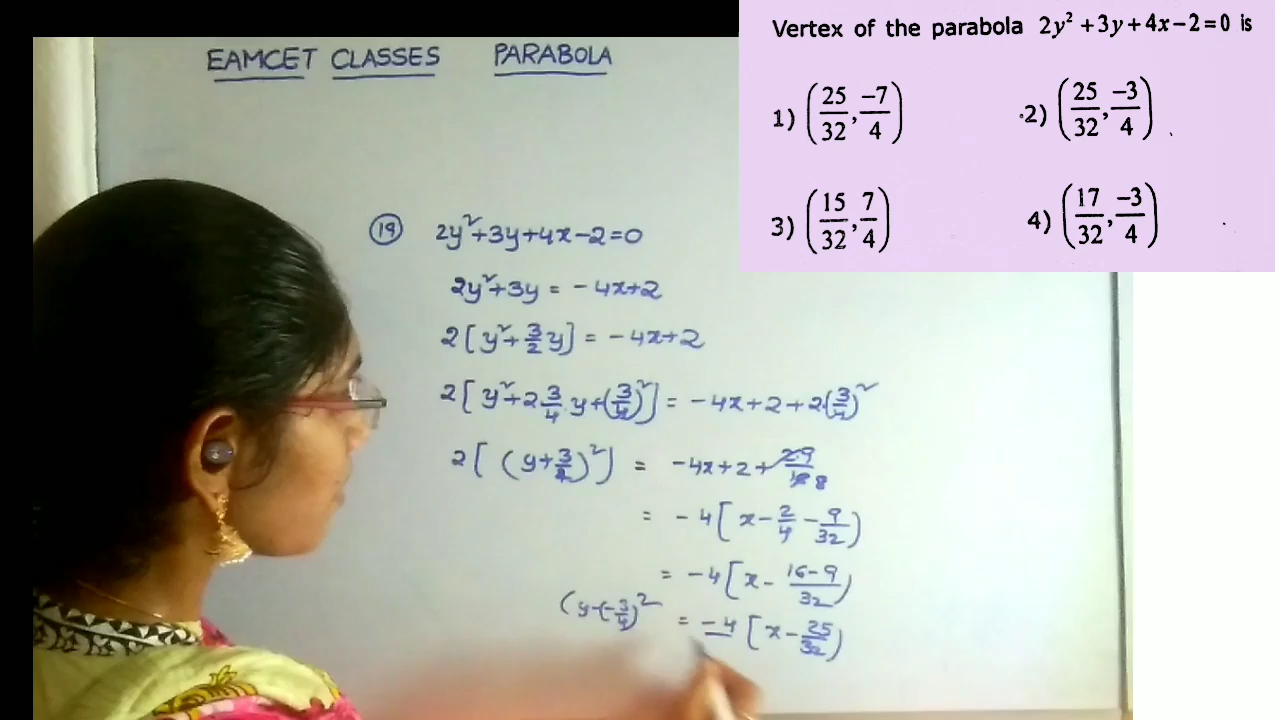 EAMCET CLASSES PARABOLA
Vertex of the parabola 2y² + 3y + 4x − 2 = 0 is
1) (25/32, −7/4) 2) (25/32, −3/4)
3) (15/32, 7/4) 4) (17/32, −3/4)
19 2y²+3y+4x-2=0
2y²+3y = -4x+2
2[y²+3/2 y] = -4x+2
2[y²+2 3/4 y+(3/4)²] = -4x+2+2(3/4)²
2[(y+3/4)²] = -4x+2+
= -4[x-2/4-9/32)
= -4[x-16-9/32)
(y-(-3/4)² = -4[x-25/32)